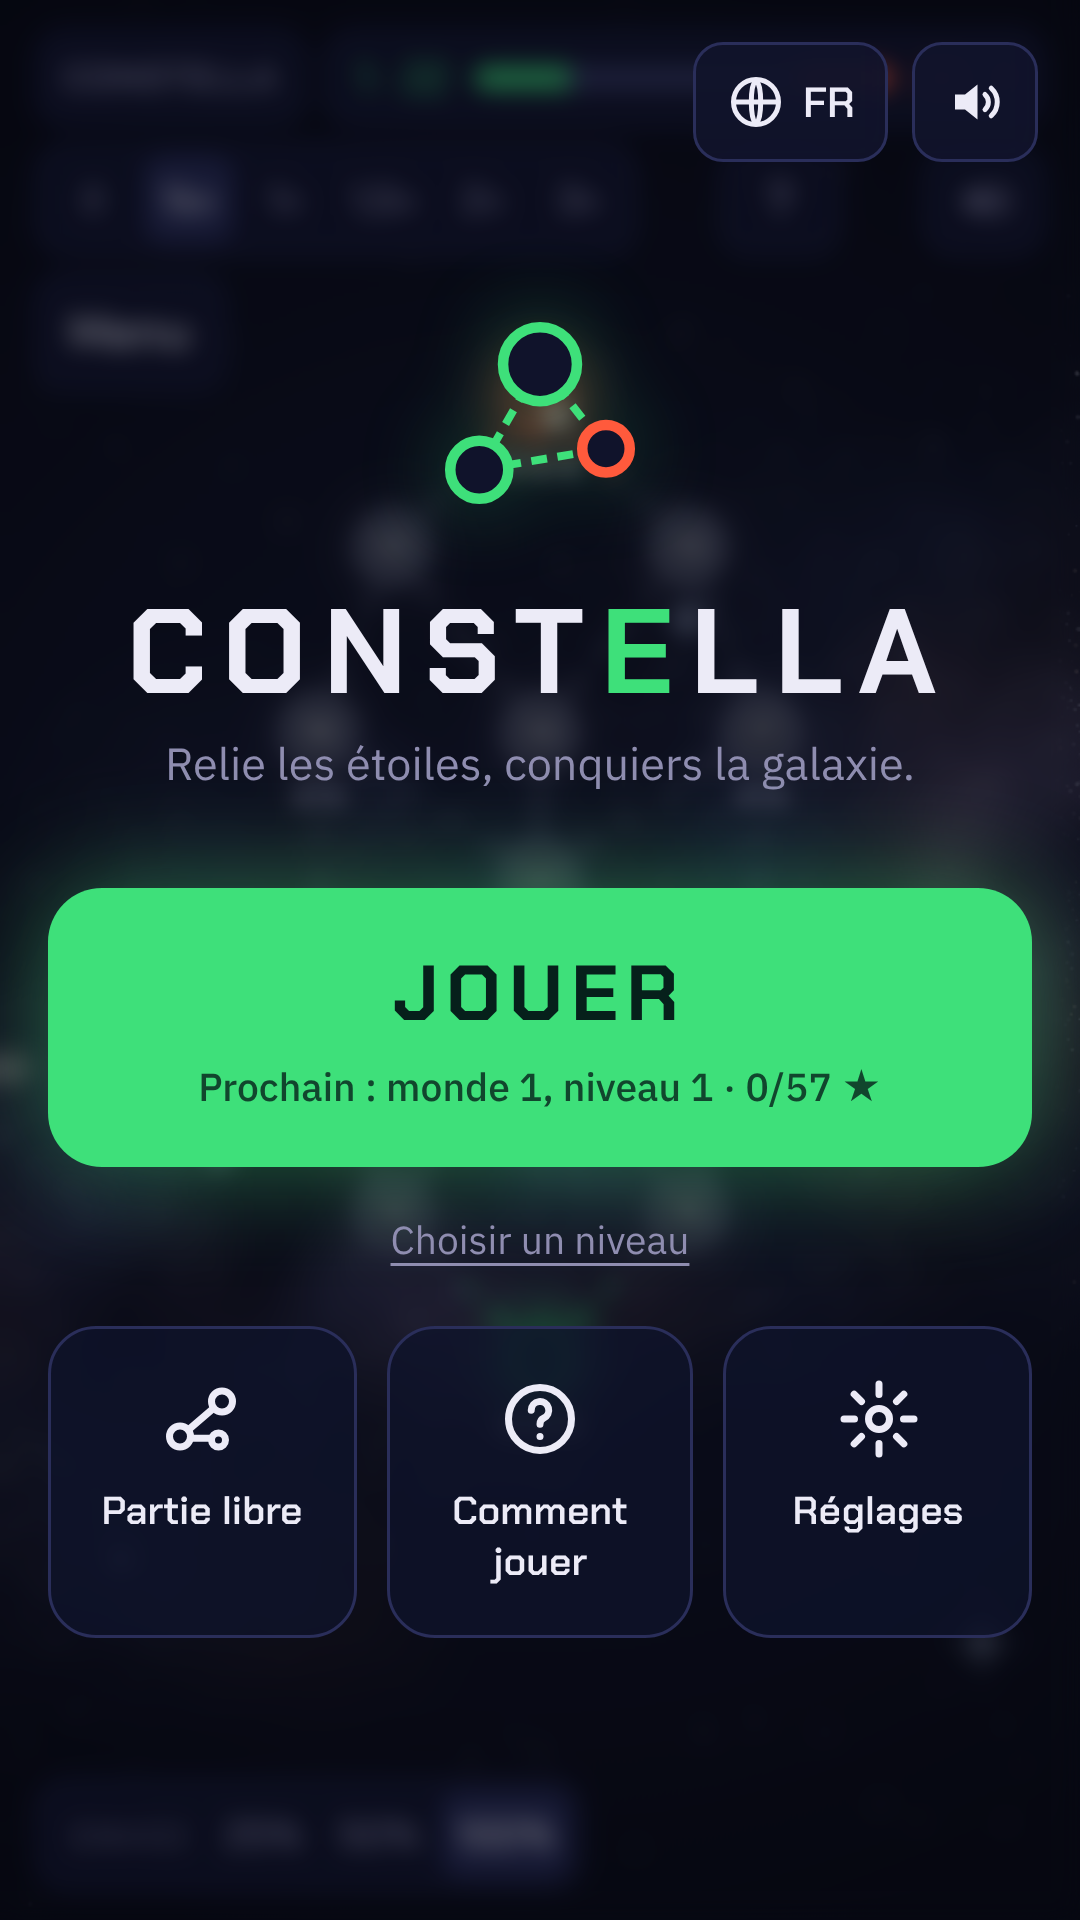 FR
Menu
CONSTELLA
Relie les étoiles, conquiers la galaxie.
JOUER
Prochain : monde 1, niveau 1 · 0/57 ★
Choisir un niveau
Partie libre
Comment
jouer
Réglages